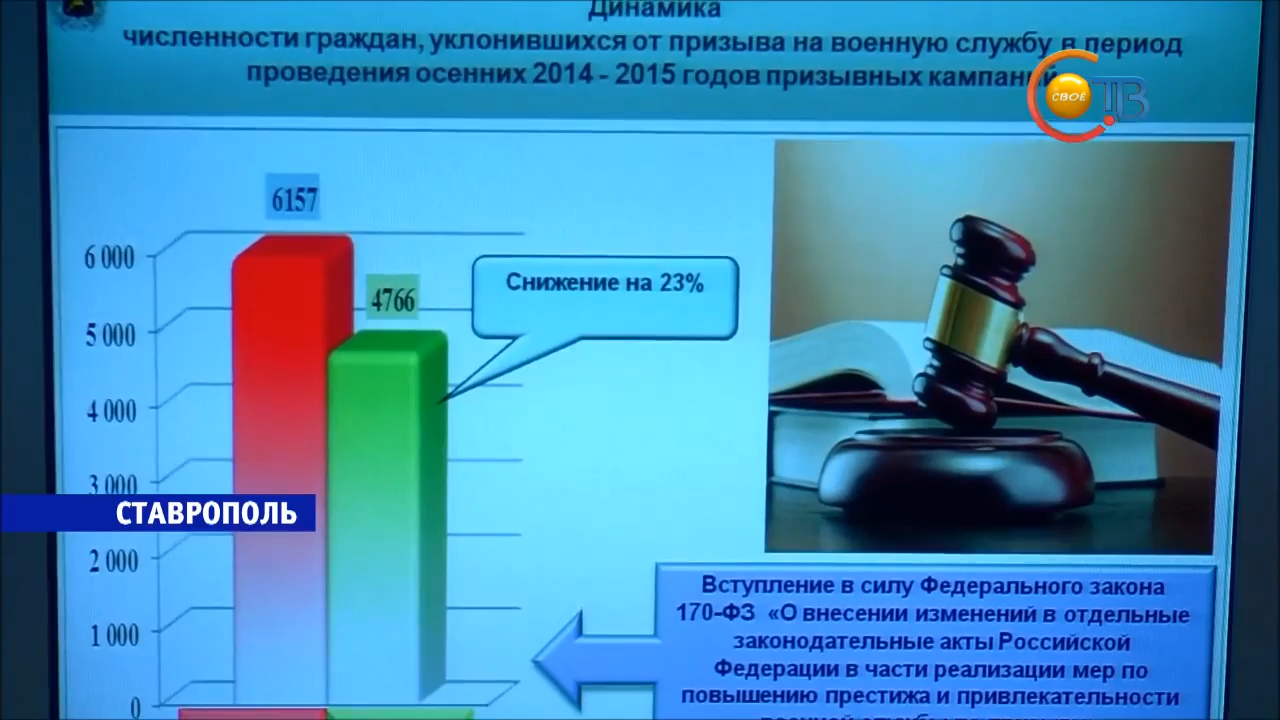 Динамика
численности граждан, уклонившихся от призыва на военную службу в период
проведения осенних 2014 - 2015 годов призывных кампаний
СВОЁ
ТВ
6157
6 000
Снижение на 23%
4766
5 000
4 000
3 000
СТАВРОПОЛЬ
2 000
1 000
0
Вступление в силу Федерального закона
170-ФЗ «О внесении изменений в отдельные
законодательные акты Российской
Федерации в части реализации мер по
повышению престижа и привлекательности